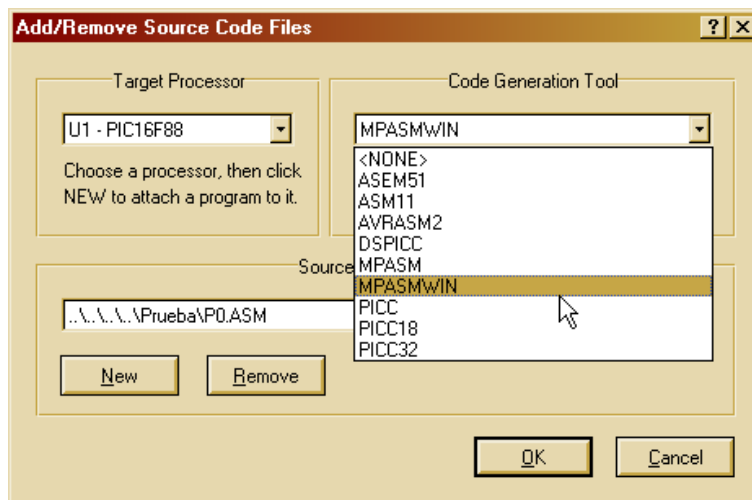 Add/Remove Source Code Files
Target Processor
Code Generation Tool
U1 - PIC16F88
MPASMWIN
Choose a processor, then click
NEW to attach a program to it.
<NONE>
ASEM51
ASM11
AVRASM2
DSPICC
MPASM
MPASMWIN
PICC
PICC18
PICC32
Source
..\..\..\..\Prueba\P0.ASM
New
Remove
OK
Cancel